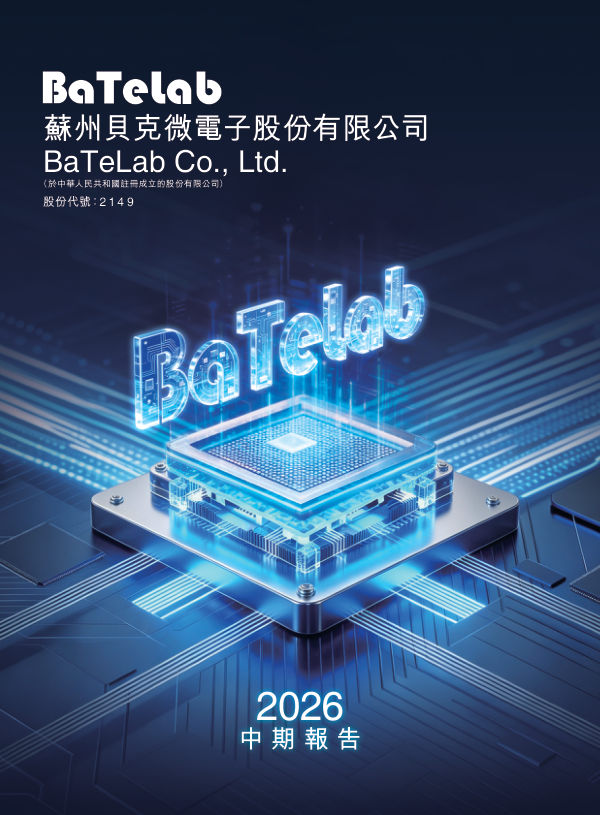 BaTeLab
蘇州貝克微電子股份有限公司
BaTeLab Co., Ltd.
（於中華人民共和國註冊成立的股份有限公司）
股份代號：2149
BaTelab
2026
中期報告